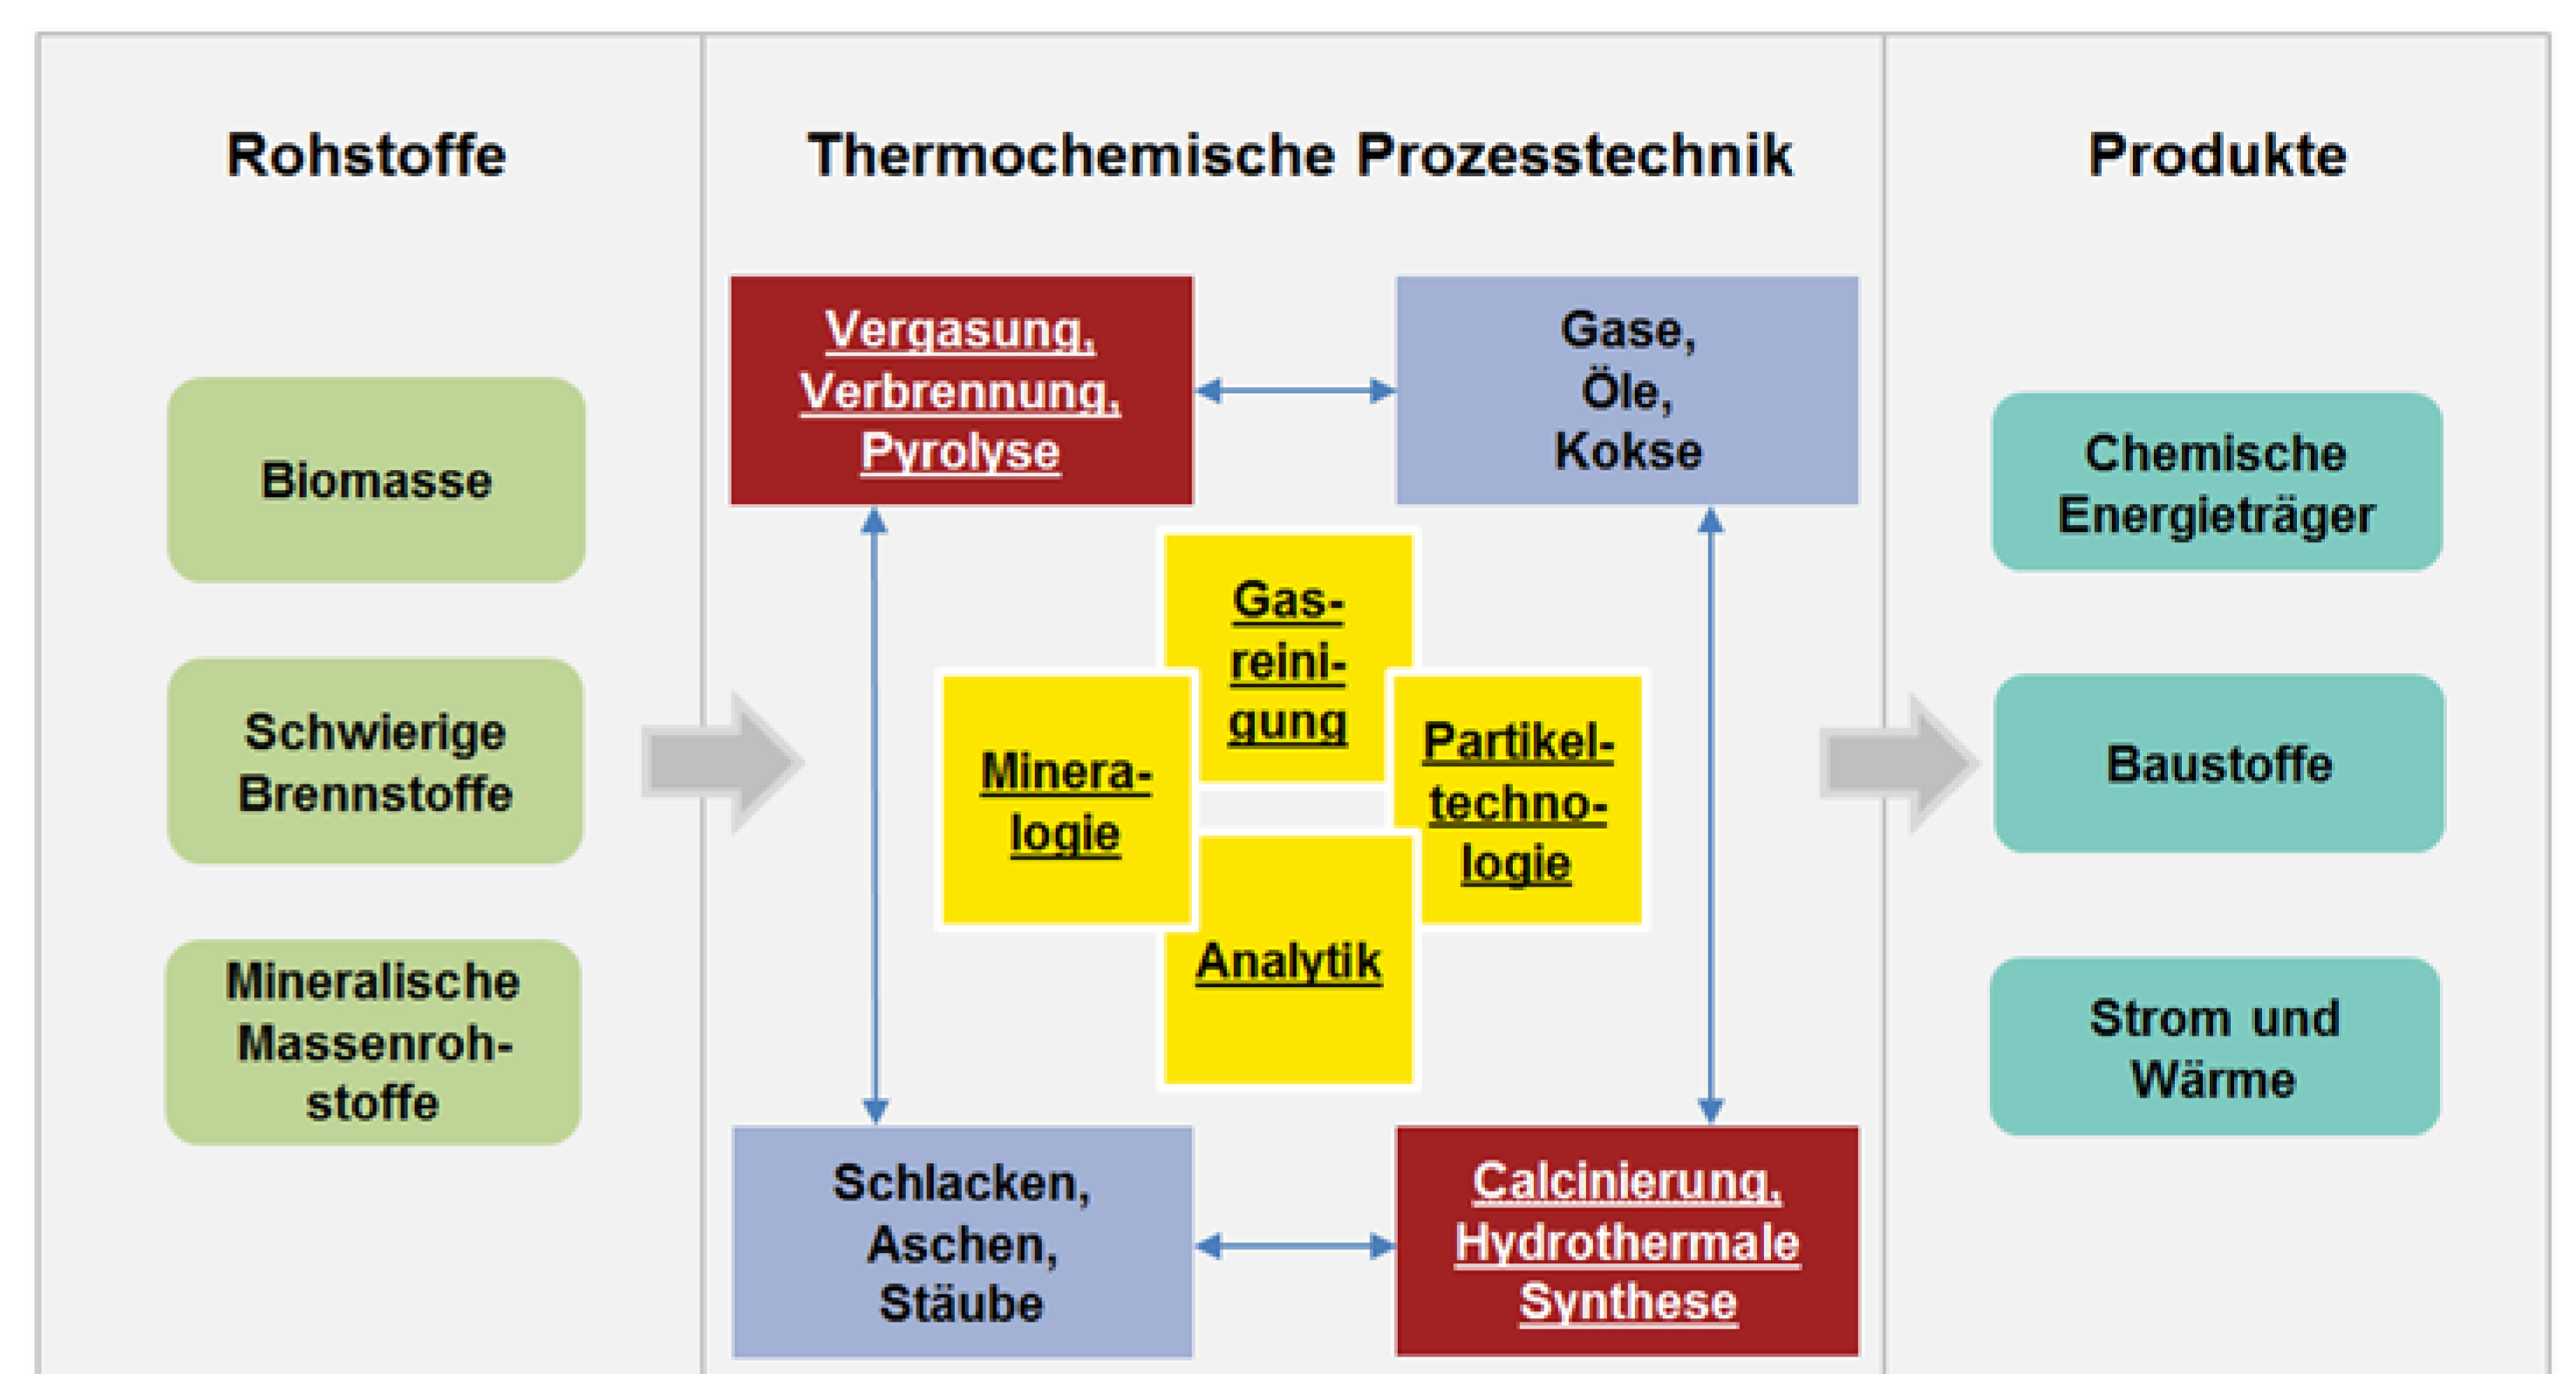 Rohstoffe
Biomasse
Schwierige
Brennstoffe
Mineralische
Massenroh-
stoffe
Thermochemische Prozesstechnik
Vergasung,
Verbrennung,
Pyrolyse
Gase,
Öle,
Kokse
Gas-
reini-
gung
Minera-
logie
Partikel-
techno-
logie
Analytik
Schlacken,
Aschen,
Stäube
Calcinierung,
Hydrothermale
Synthese
Produkte
Chemische
Energieträger
Baustoffe
Strom und
Wärme